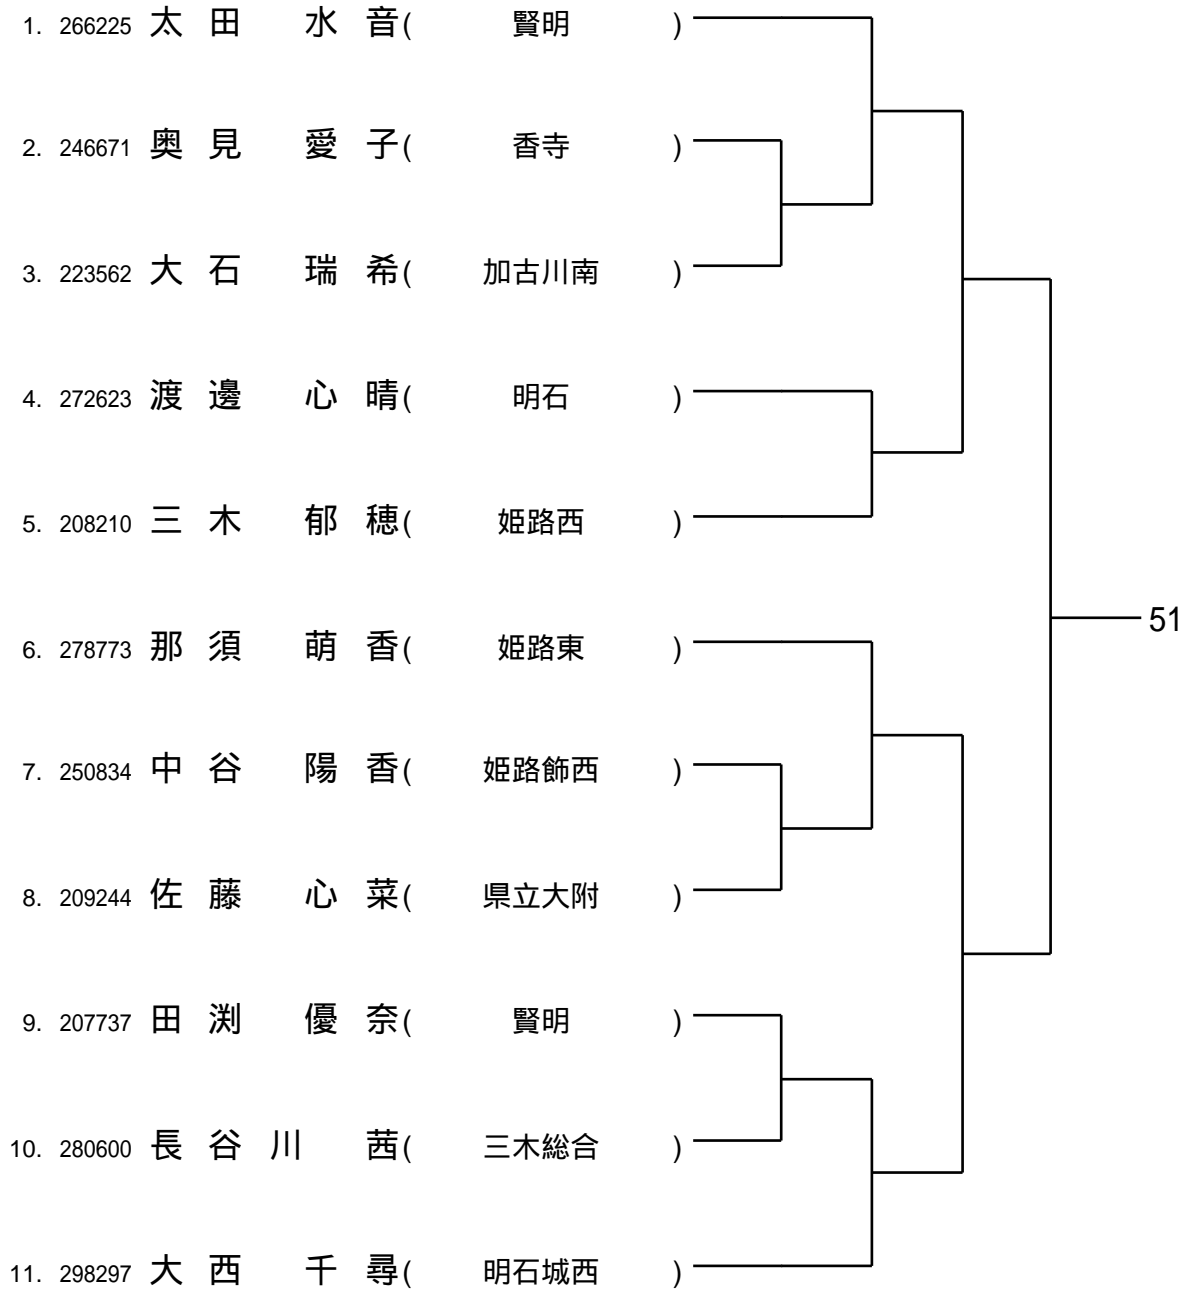 1. 266225 太 田 水 音( 賢明 )
2. 246671 奥 見 愛 子( 香寺 )
3. 223562 大 石 瑞 希( 加古川南 )
4. 272623 渡 邊 心 晴( 明石 )
5. 208210 三 木 郁 穂( 姫路西 )
51
6. 278773 那 須 萌 香( 姫路東 )
7. 250834 中 谷 陽 香( 姫路飾西 )
8. 209244 佐 藤 心 菜( 県立大附 )
9. 207737 田 渕 優 奈( 賢明 )
10. 280600 長 谷 川 茜( 三木総合 )
11. 298297 大 西 千 尋( 明石城西 )